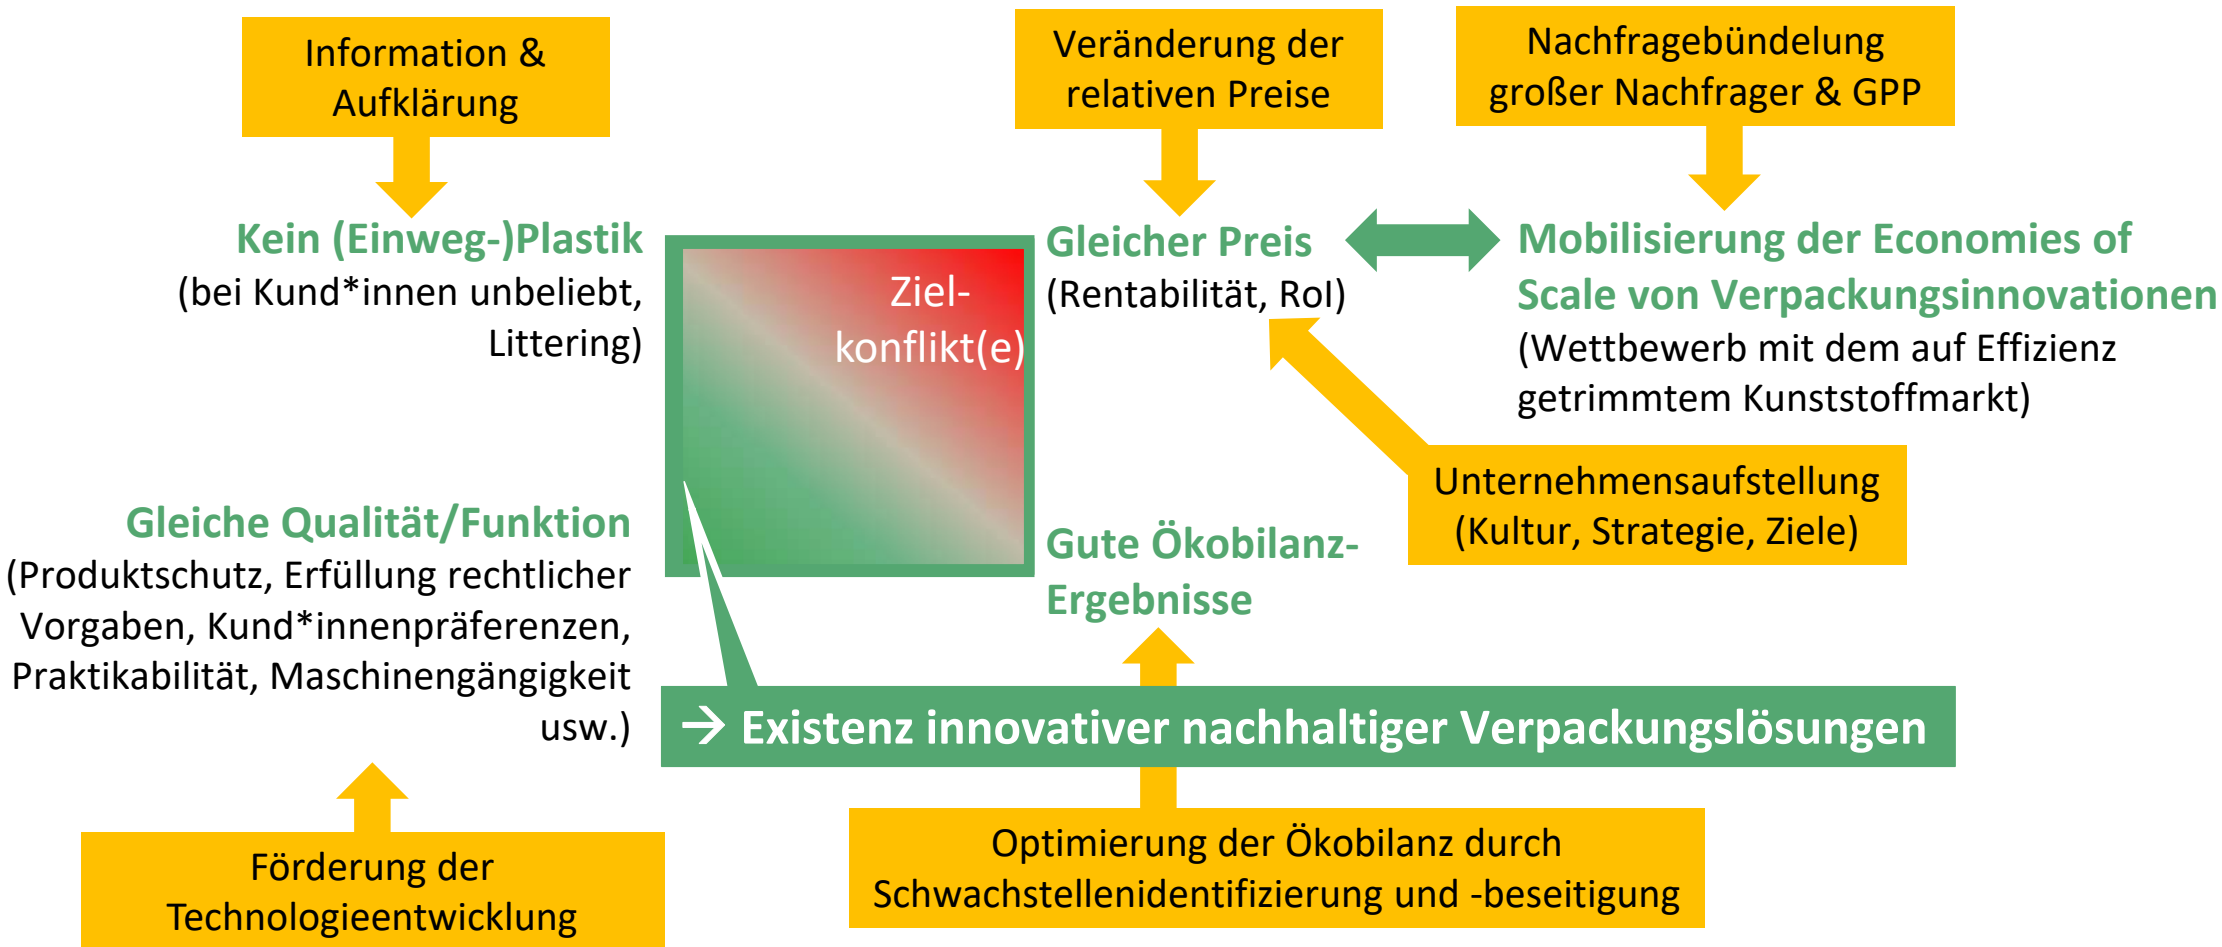 Information &
Aufklärung
Veränderung der
relativen Preise
Nachfragebündelung
großer Nachfrager & GPP
Kein (Einweg-)Plastik
(bei Kund*innen unbeliebt,
Littering)
Ziel-
konflikt(e)
Gleicher Preis
(Rentabilität, RoI)
Mobilisierung der Economies of
Scale von Verpackungsinnovationen
(Wettbewerb mit dem auf Effizienz
getrimmtem Kunststoffmarkt)
Unternehmensaufstellung
(Kultur, Strategie, Ziele)
Gleiche Qualität/Funktion
(Produktschutz, Erfüllung rechtlicher
Vorgaben, Kund*innenpräferenzen,
Praktikabilität, Maschinengängigkeit
usw.)
Gute Ökobilanz-
Ergebnisse
→ Existenz innovativer nachhaltiger Verpackungslösungen
Förderung der
Technologieentwicklung
Optimierung der Ökobilanz durch
Schwachstellenidentifizierung und -beseitigung